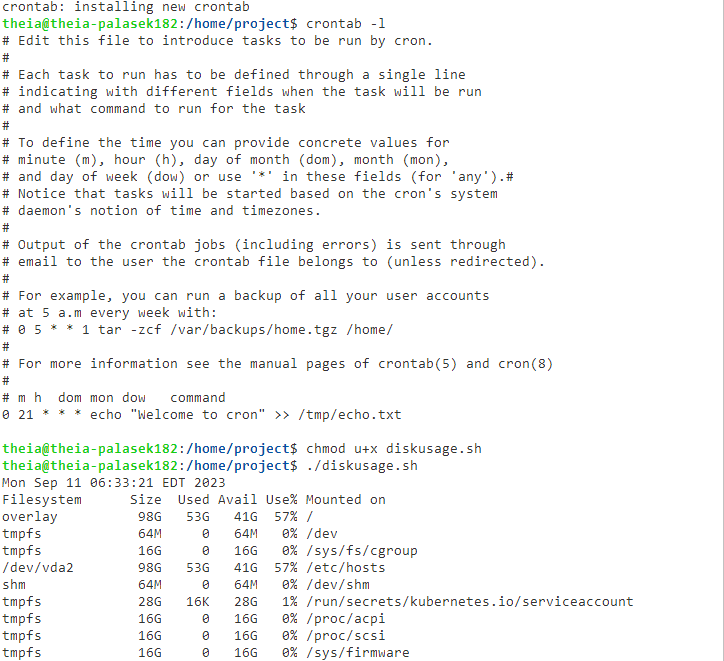 crontab: installing new crontab
theia@theia-palasek182:/home/project$ crontab -l
# Edit this file to introduce tasks to be run by cron.
#
# Each task to run has to be defined through a single line
# indicating with different fields when the task will be run
# and what command to run for the task
#
# To define the time you can provide concrete values for
# minute (m), hour (h), day of month (dom), month (mon),
# and day of week (dow) or use '*' in these fields (for 'any').#
# Notice that tasks will be started based on the cron's system
# daemon's notion of time and timezones.
#
# Output of the crontab jobs (including errors) is sent through
# email to the user the crontab file belongs to (unless redirected).
#
# For example, you can run a backup of all your user accounts
# at 5 a.m every week with:
# 0 5 * * 1 tar -zcf /var/backups/home.tgz /home/
#
# For more information see the manual pages of crontab(5) and cron(8)
#
# m h  dom mon dow   command
0 21 * * * echo "Welcome to cron" >> /tmp/echo.txt
theia@theia-palasek182:/home/project$ chmod u+x diskusage.sh
theia@theia-palasek182:/home/project$ ./diskusage.sh
Mon Sep 11 06:33:21 EDT 2023
Filesystem      Size  Used Avail Use% Mounted on
overlay          98G   53G   41G  57% /
tmpfs            64M     0   64M   0% /dev
tmpfs            16G     0   16G   0% /sys/fs/cgroup
/dev/vda2        98G   53G   41G  57% /etc/hosts
shm              64M     0   64M   0% /dev/shm
tmpfs            28G   16K   28G   1% /run/secrets/kubernetes.io/serviceaccount
tmpfs            16G     0   16G   0% /proc/acpi
tmpfs            16G     0   16G   0% /proc/scsi
tmpfs            16G     0   16G   0% /sys/firmware